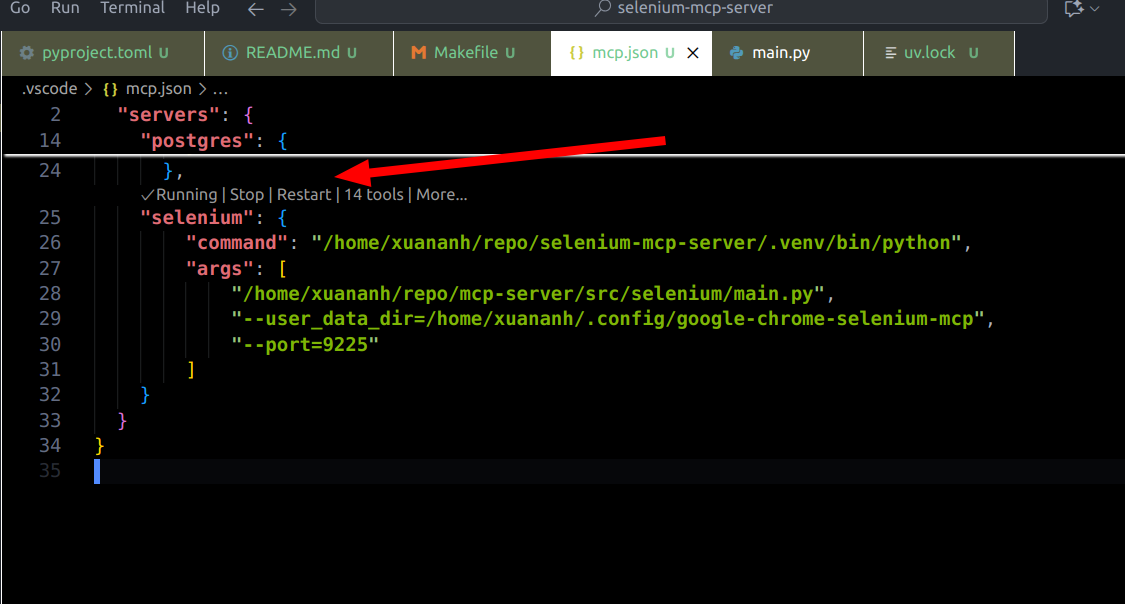 Go Run Terminal Help selenium-mcp-server
pyproject.toml U README.md U Makefile U mcp.json U main.py uv.lock U
.vscode > {} mcp.json > ...
2 "servers": {
14 "postgres": {
24 },
✓Running | Stop | Restart | 14 tools | More...
25 "selenium": {
26 "command": "/home/xuananh/repo/selenium-mcp-server/.venv/bin/python",
27 "args": [
28 "/home/xuananh/repo/mcp-server/src/selenium/main.py",
29 "--user_data_dir=/home/xuananh/.config/google-chrome-selenium-mcp",
30 "--port=9225"
31 ]
32 }
33 }
34 }
35